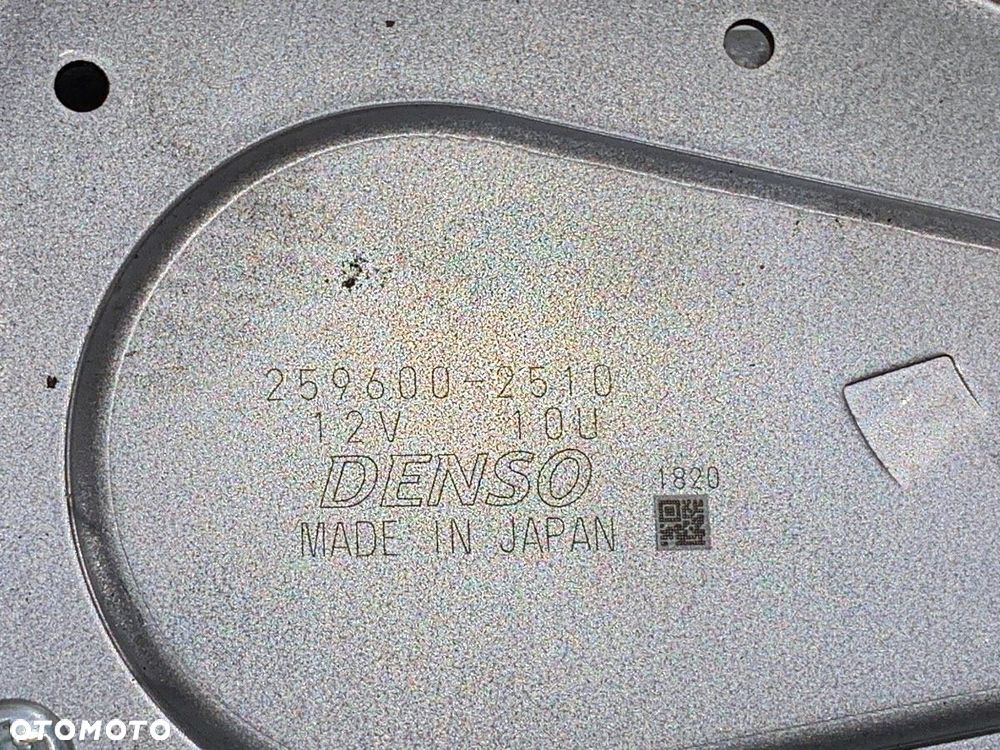 259600-2510
12V 10U
DENSO
1820
MADE IN JAPAN
OTOMOTO